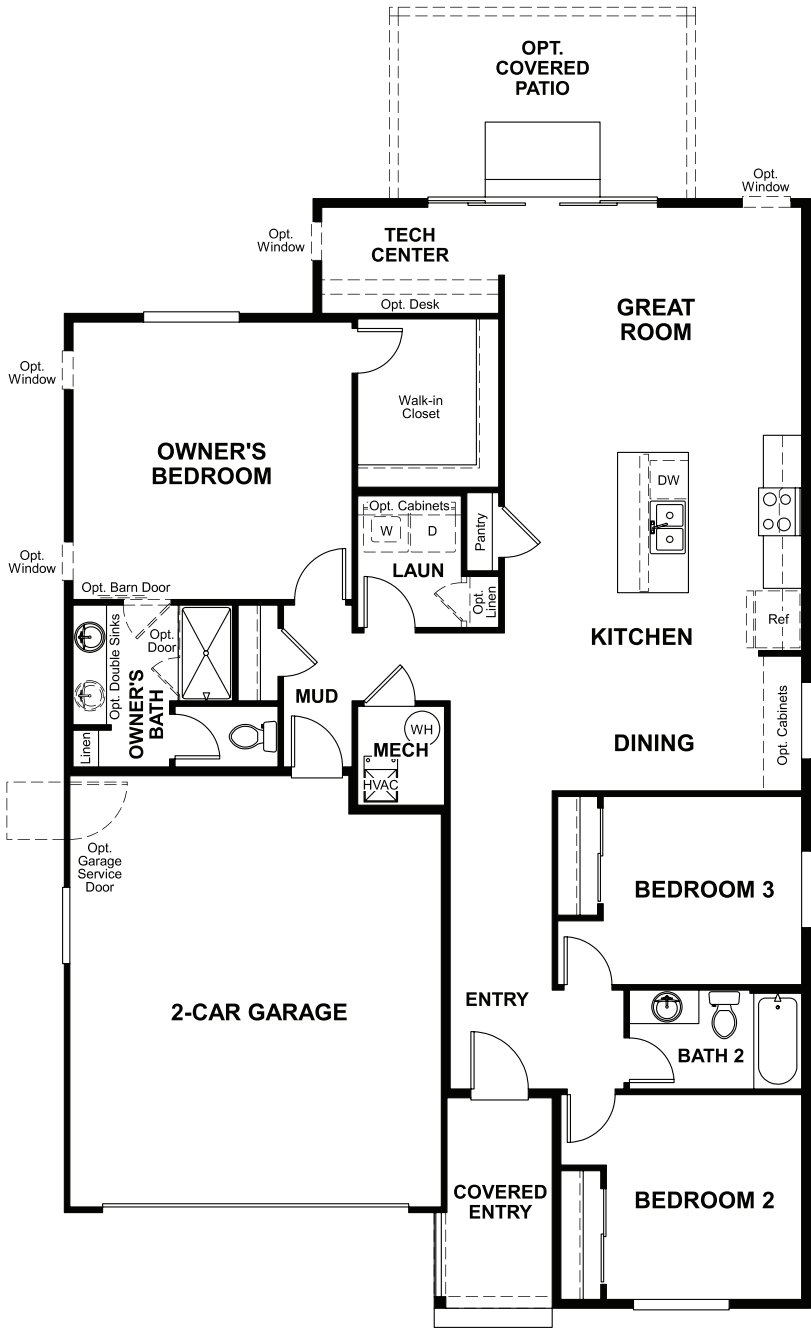 OPT.
COVERED
PATIO
Opt.
Window
Opt.
Window
TECH
CENTER
Opt. Desk
GREAT
ROOM
Opt.
Window
Walk-in
Closet
OWNER'S
BEDROOM
DW
Opt. Cabinets
W
D
Pantry
LAUN
Opt.
Linen
Opt.
Window
Opt. Barn Door
Opt. Double Sinks
Opt.
Door
OWNER'S
BATH
Linen
MUD
Ref
KITCHEN
Opt. Cabinets
DINING
WH
MECH
HVAC
Opt.
Garage
Service
Door
BEDROOM 3
2-CAR GARAGE
ENTRY
BATH 2
COVERED
ENTRY
BEDROOM 2